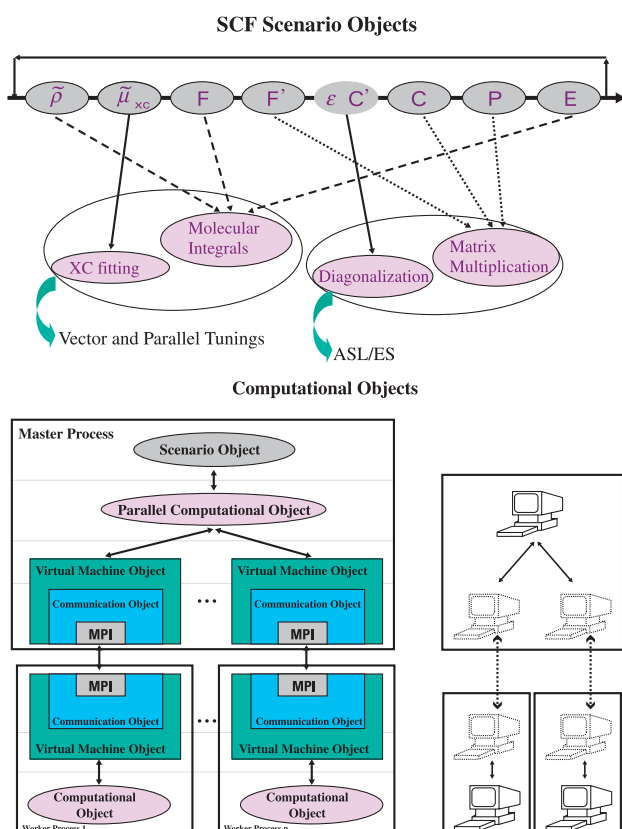 SCF Scenario Objects
ρ̃ μ̃xc F F' ε C' C P E
Molecular
Integrals
XC fitting
Matrix
Multiplication
Diagonalization
Vector and Parallel Tunings
ASL/ES
Computational Objects
Master Process
Scenario Object
Parallel Computational Object
Virtual Machine Object Virtual Machine Object
Communication Object ... Communication Object
MPI MPI
MPI MPI
Communication Object ... Communication Object
Virtual Machine Object Virtual Machine Object
Computational Computational
Object Object
Worker Process 1 Worker Process n